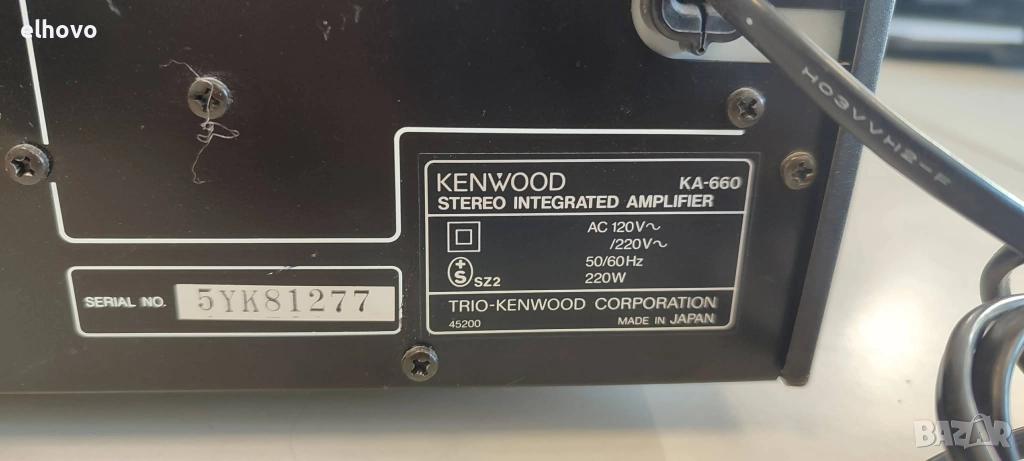 elhovo
H03VVH2-F
KENWOOD KA-660
STEREO INTEGRATED AMPLIFIER
AC 120V~
/220V~
50/60Hz
220W
+
S SZ2
TRIO-KENWOOD CORPORATION
45200 MADE IN JAPAN
SERIAL NO. 5YK81277
BAZAR